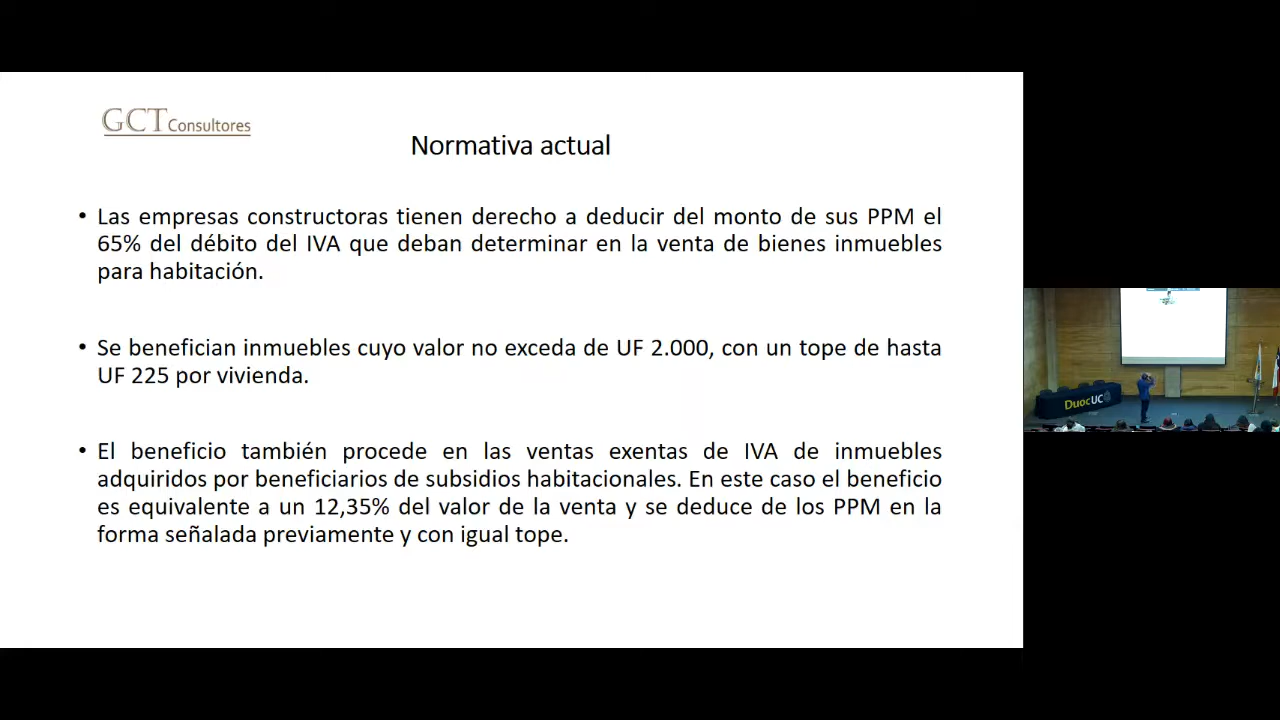 GCT Consultores
Normativa actual
• Las empresas constructoras tienen derecho a deducir del monto de sus PPM el
65% del débito del IVA que deban determinar en la venta de bienes inmuebles
para habitación.
• Se benefician inmuebles cuyo valor no exceda de UF 2.000, con un tope de hasta
UF 225 por vivienda.
• El beneficio también procede en las ventas exentas de IVA de inmuebles
adquiridos por beneficiarios de subsidios habitacionales. En este caso el beneficio
es equivalente a un 12,35% del valor de la venta y se deduce de los PPM en la
forma señalada previamente y con igual tope.
DuocUC